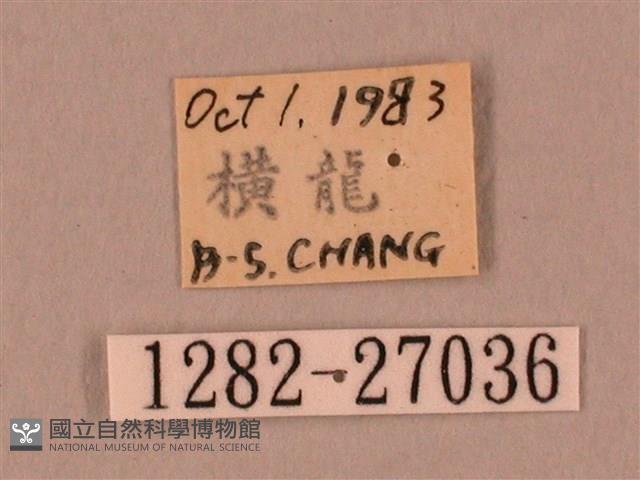 Oct 1. 1983
橫龍
B-S. CHANG
1282-27036
國立自然科學博物館
NATIONAL MUSEUM OF NATURAL SCIENCE